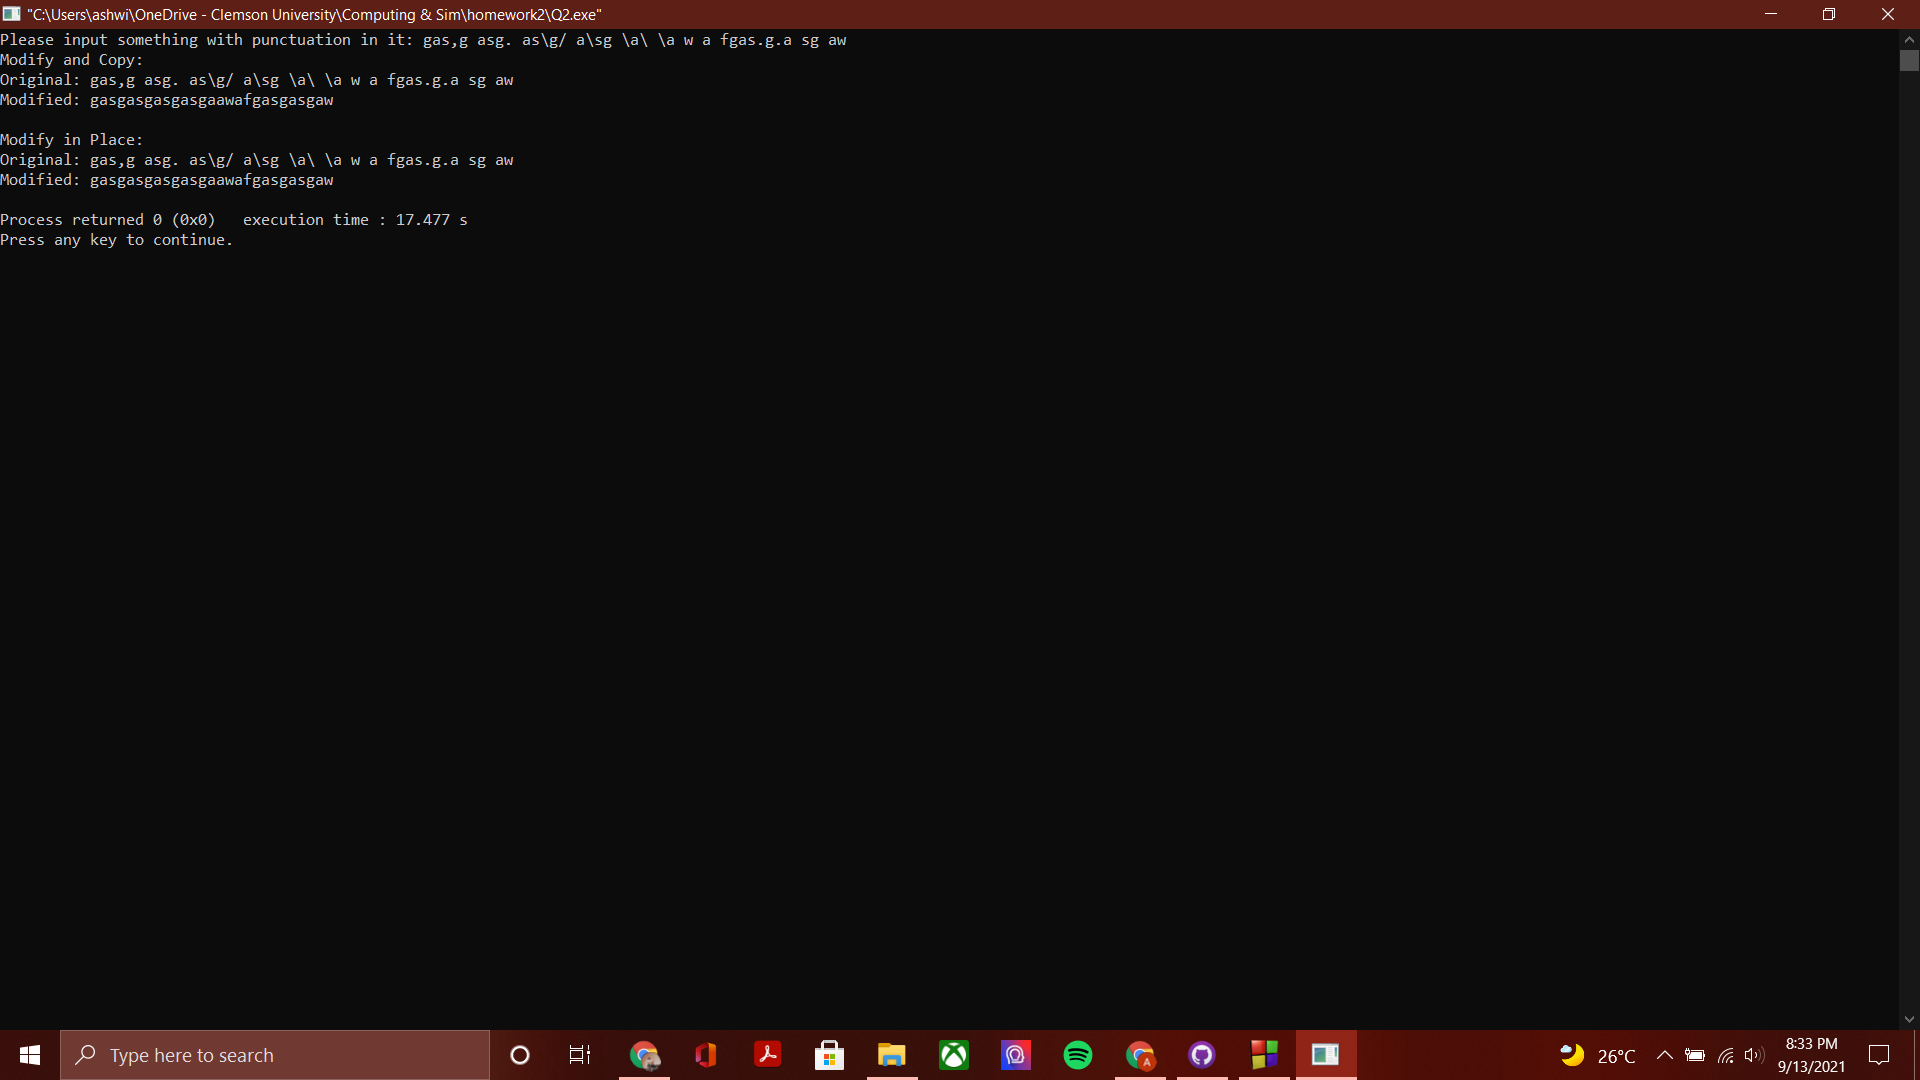 "C:\Users\ashwi\OneDrive - Clemson University\Computing & Sim\homework2\Q2.exe"
Please input something with punctuation in it: gas,g asg. as\g/ a\sg \a\ \a w a fgas.g.a sg aw
Modify and Copy:
Original: gas,g asg. as\g/ a\sg \a\ \a w a fgas.g.a sg aw
Modified: gasgasgasgasgaawafgasgasgaw
Modify in Place:
Original: gas,g asg. as\g/ a\sg \a\ \a w a fgas.g.a sg aw
Modified: gasgasgasgasgaawafgasgasgaw
Process returned 0 (0x0)   execution time : 17.477 s
Press any key to continue.
Type here to search
A
26°C
8:33 PM
9/13/2021